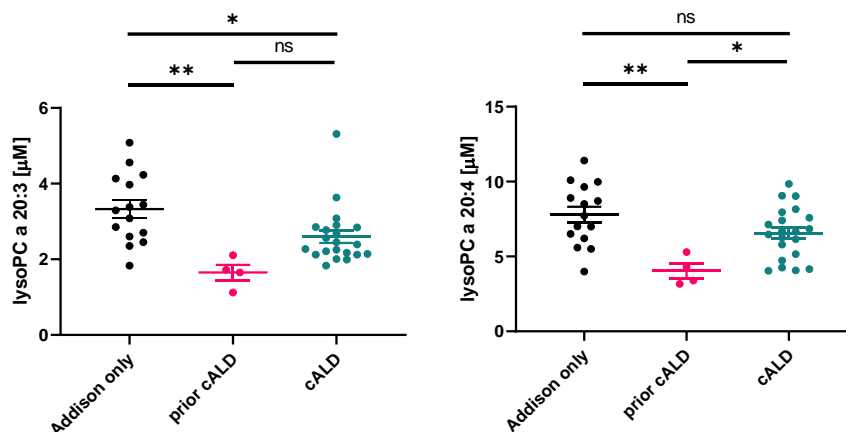 *
ns
**
lysoPC a 20:3 [µM]
6
4
2
0
Addison only
prior cALD
cALD
ns
*
**
lysoPC a 20:4 [µM]
15
10
5
0
Addison only
prior cALD
cALD